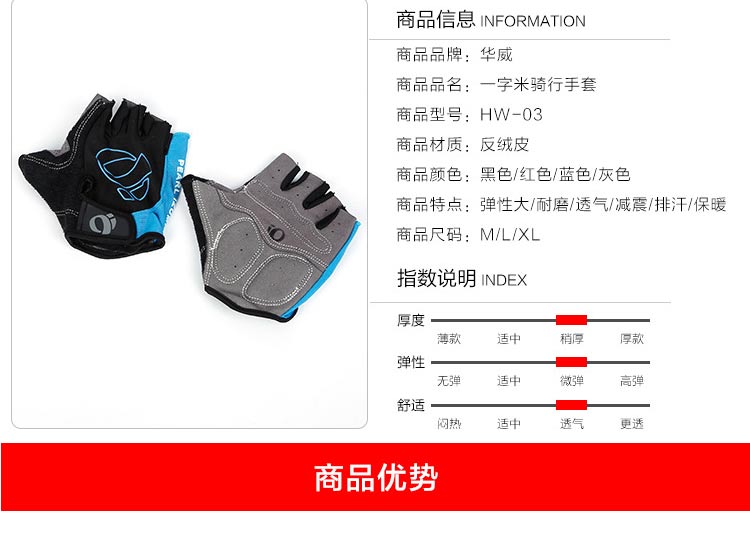 商品信息 INFORMATION
商品品牌：华威
商品品名：一字米骑行手套
商品型号：HW-03
商品材质：反绒皮
商品颜色：黑色/红色/蓝色/灰色
商品特点：弹性大/耐磨/透气/减震/排汗/保暖
商品尺码：M/L/XL
指数说明 INDEX
厚度
薄款 适中 稍厚 厚款
弹性
无弹 适中 微弹 高弹
舒适
闷热 适中 透气 更透
PEARL
商品优势